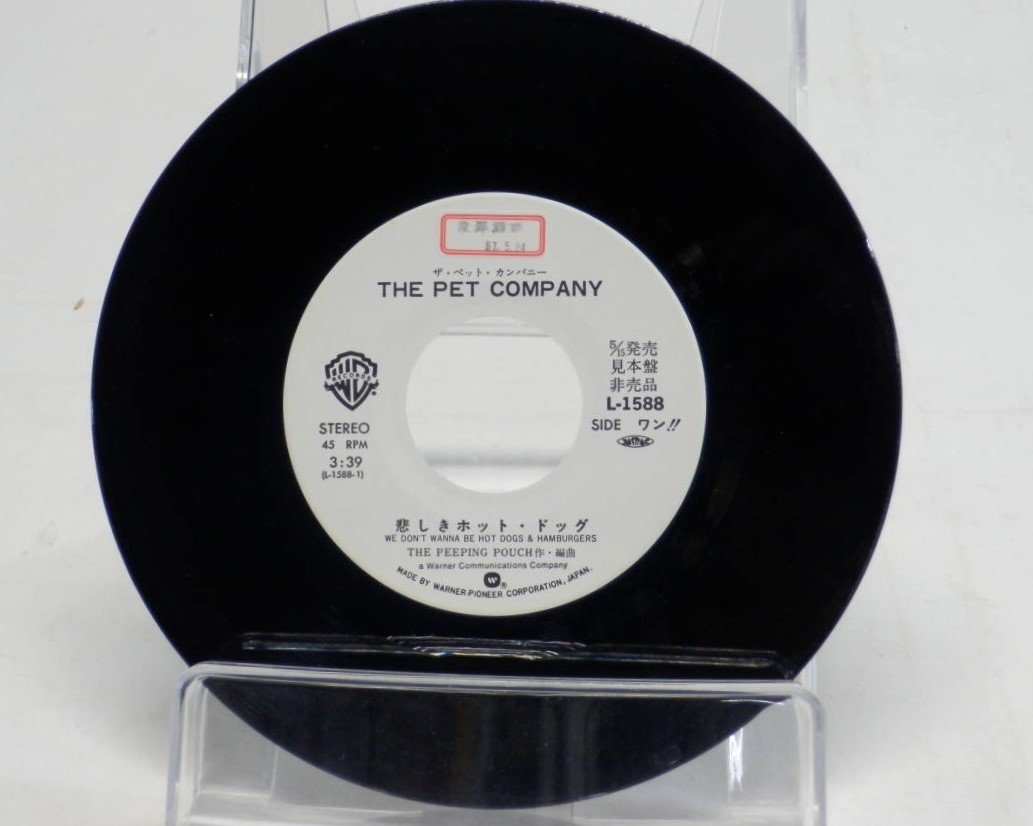 57.5.24
ザ・ペット・カンパニー
THE PET COMPANY
5/15発売
見本盤
非売品
L-1588
SIDE ワン!!
RECORDS
STEREO
45 RPM
3:39
(L-1588-1)
悲しきホット・ドッグ
WE DON'T WANNA BE HOT DOGS & HAMBURGERS
THE PEEPING POUCH作・編曲
a Warner Communications Company
MADE BY WARNER-PIONEER CORPORATION, JAPAN.